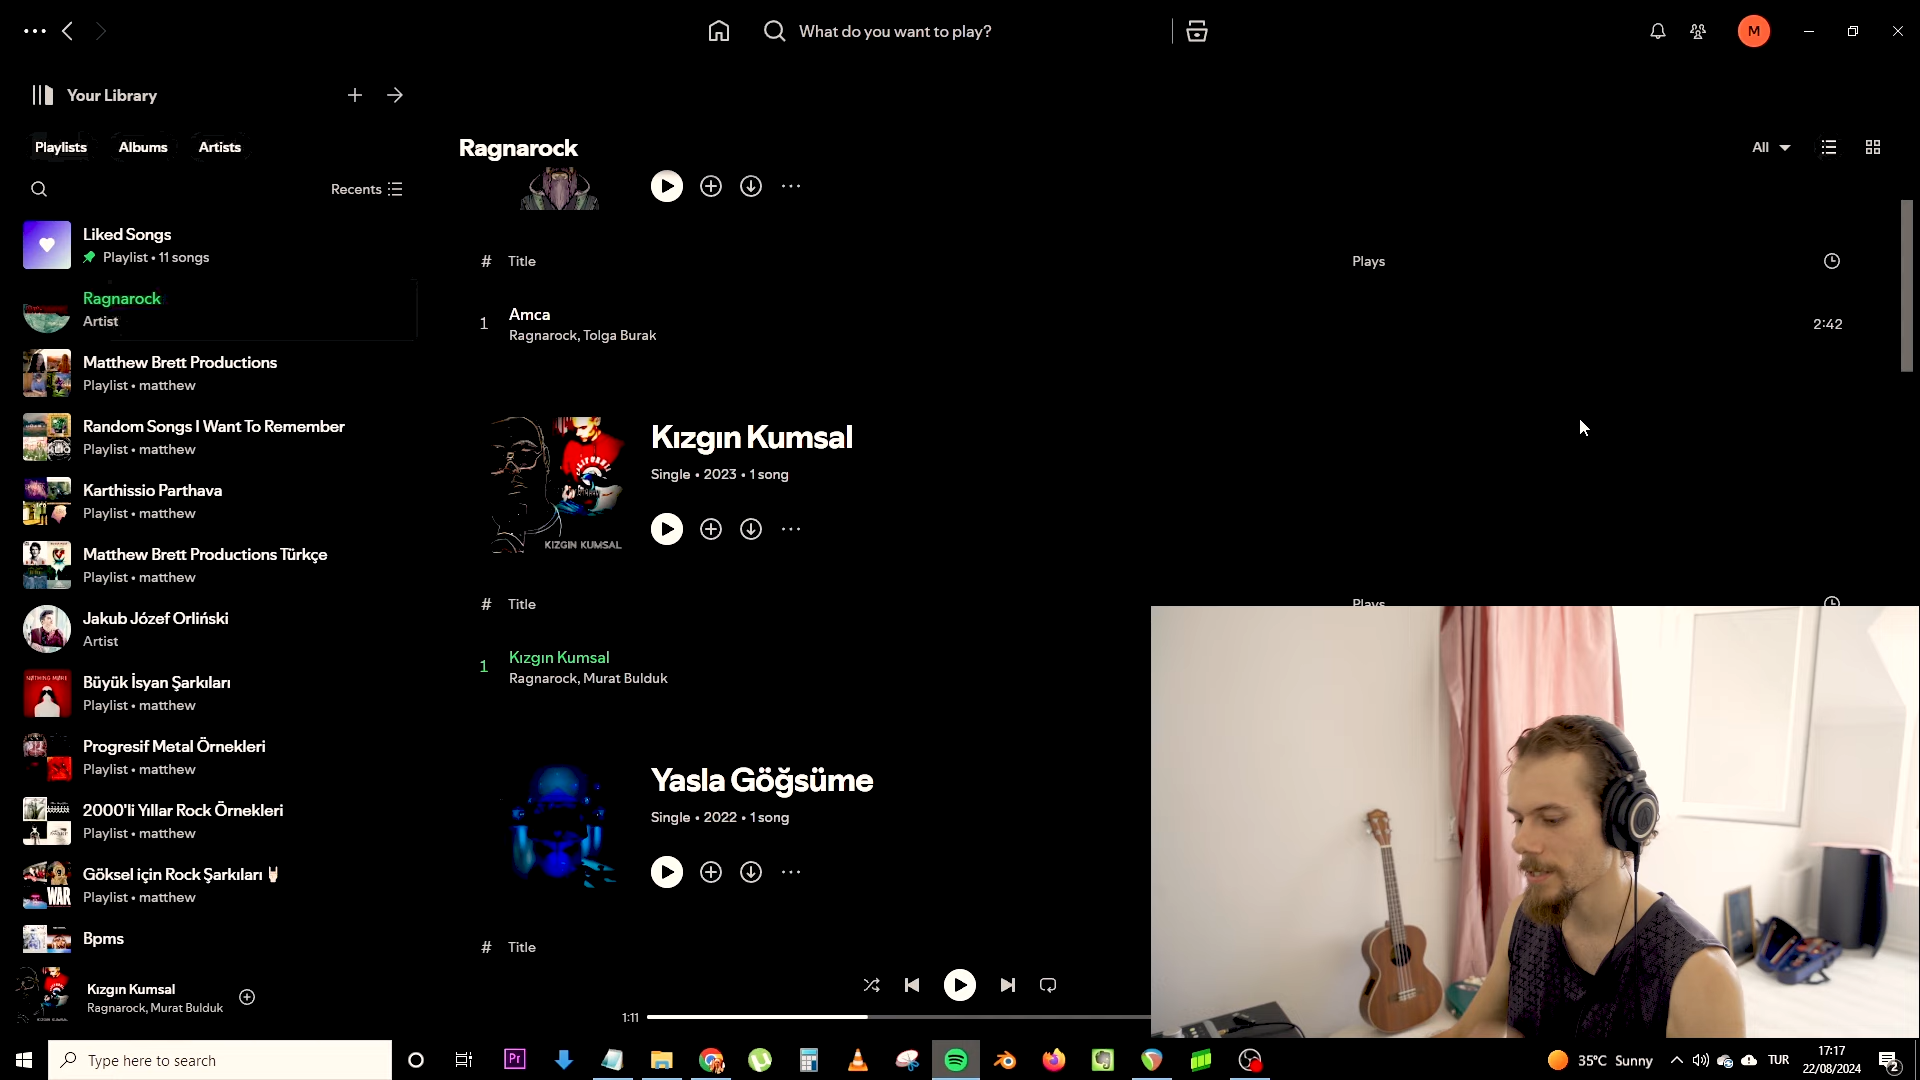 What do you want to play?
M
Your Library
Playlists Albums Artists
Recents
Liked Songs
Playlist • 11 songs
Ragnarock
Artist
Matthew Brett Productions
Playlist • matthew
Random Songs I Want To Remember
Playlist • matthew
Karthissio Parthava
Playlist • matthew
Matthew Brett Productions Türkçe
Playlist • matthew
Jakub Józef Orliński
Artist
NOTHING MORE
Büyük İsyan Şarkıları
Playlist • matthew
Progresif Metal Örnekleri
Playlist • matthew
2000'li Yıllar Rock Örnekleri
Playlist • matthew
WAR
Göksel için Rock Şarkıları 🤘🏻
Playlist • matthew
Bpms
Ragnarock
All
# Title Plays
1 Amca 2:42
Ragnarock, Tolga Burak
KIZGIN KUMSAL
Kızgın Kumsal
Single • 2023 • 1 song
# Title Plays
1 Kızgın Kumsal
Ragnarock, Murat Bulduk
Yasla Göğsüme
Single • 2022 • 1 song
# Title
Kızgın Kumsal
Ragnarock, Murat Bulduk
1:11
Type here to search
Pr
35°C Sunny
TUR
17:17
22/08/2024
2